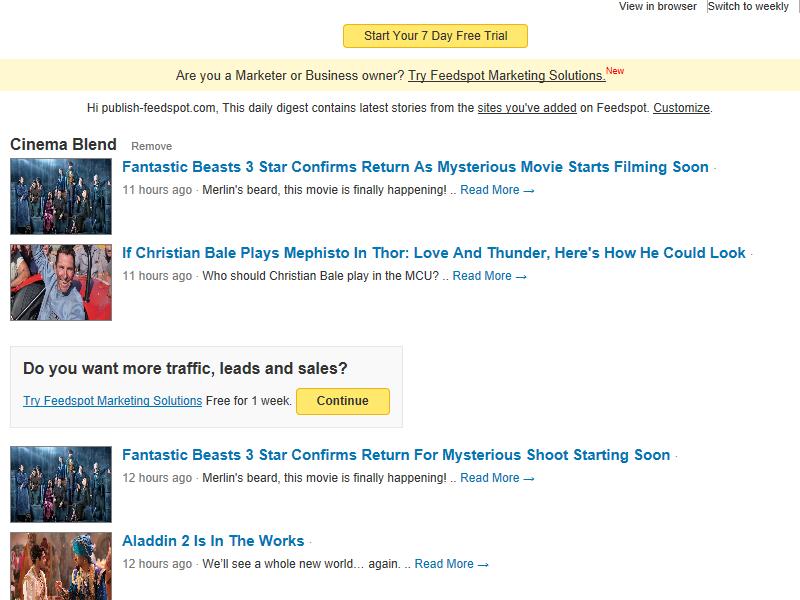 View in browser Switch to weekly
Start Your 7 Day Free Trial
Are you a Marketer or Business owner? Try Feedspot Marketing Solutions. New
Hi publish-feedspot.com, This daily digest contains latest stories from the sites you've added on Feedspot. Customize.
Cinema Blend Remove
Fantastic Beasts 3 Star Confirms Return As Mysterious Movie Starts Filming Soon ·
11 hours ago · Merlin's beard, this movie is finally happening! .. Read More →
If Christian Bale Plays Mephisto In Thor: Love And Thunder, Here's How He Could Look ·
11 hours ago · Who should Christian Bale play in the MCU? .. Read More →
Do you want more traffic, leads and sales?
Try Feedspot Marketing Solutions Free for 1 week. Continue
Fantastic Beasts 3 Star Confirms Return For Mysterious Shoot Starting Soon ·
12 hours ago · Merlin's beard, this movie is finally happening! .. Read More →
Aladdin 2 Is In The Works ·
12 hours ago · We'll see a whole new world… again. .. Read More →